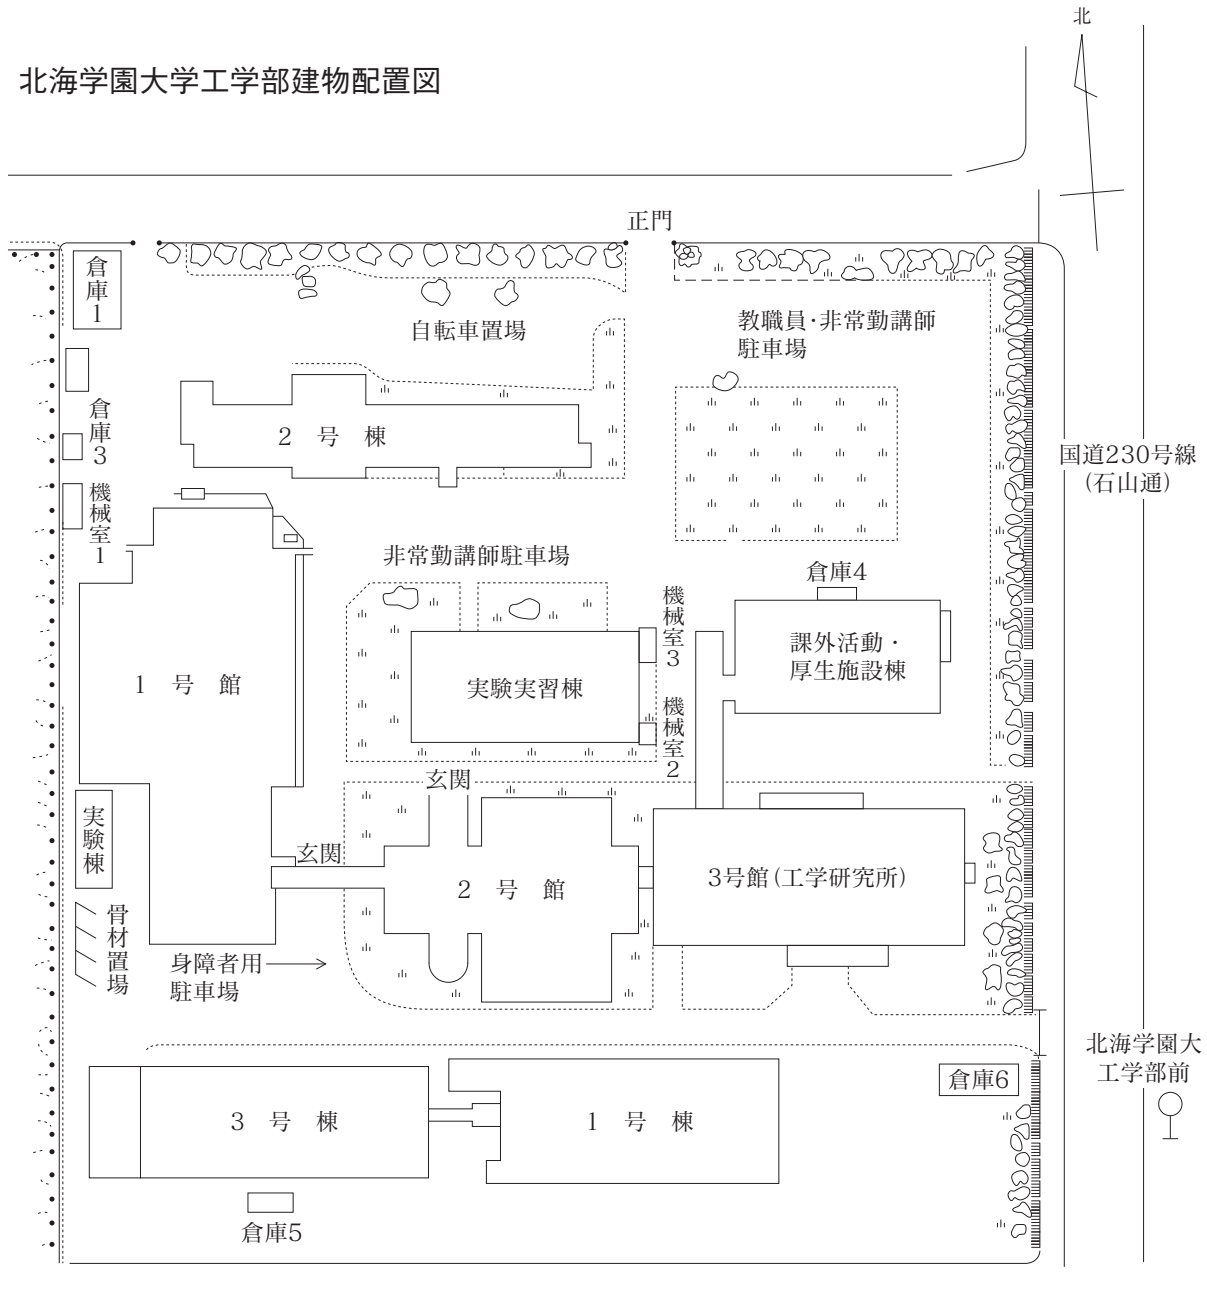 北
北海学園大学工学部建物配置図
正門
倉庫1
自転車置場
教職員・非常勤講師
駐車場
倉庫3
2号棟
国道230号線
(石山通)
機械室1
非常勤講師駐車場
倉庫4
機械室3
課外活動・
厚生施設棟
1号館
実験実習棟
機械室2
玄関
実験棟
玄関
2号館
3号館(工学研究所)
骨材置場
身障者用
駐車場
北海学園大
工学部前
倉庫6
3号棟
1号棟
倉庫5